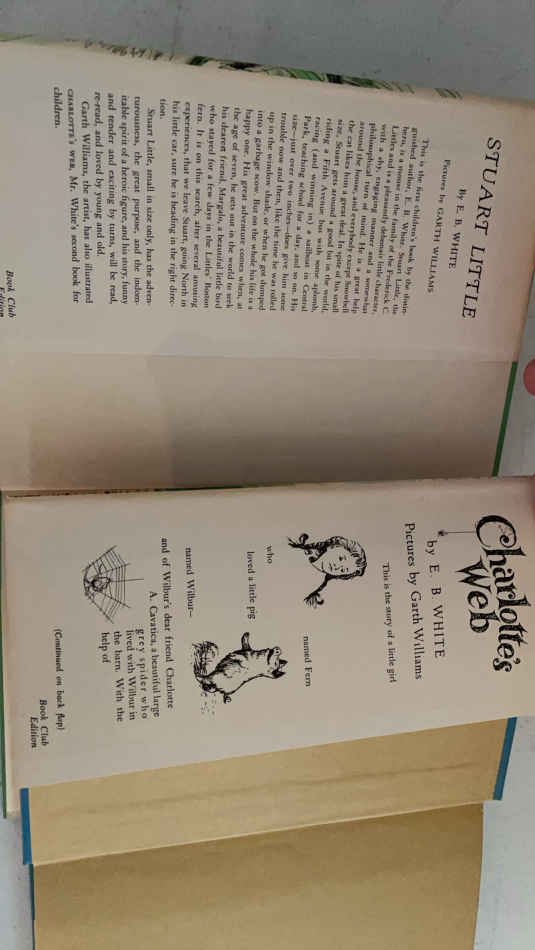 STUART LITTLE
By E. B. WHITE
Pictures by GARTH WILLIAMS
This is the first children's book by the distin-
guished author, E. B. White. Stuart Little, the
hero, is a mouse in the family of the Frederick C.
Littles and is a pleasantly debonair little character,
with a shy, engaging manner and a somewhat
philosophical turn of mind. He is a great help
around the house, and everybody except Snowbell
the cat likes him a great deal. In spite of his small
size, Stuart gets around a good bit in the world,
riding a Fifth Avenue bus with some aplomb,
racing (and winning in) a sailboat in Central
Park, teaching school for a day, and so on. His
size—just over two inches—does give him some
trouble now and then, like the time he was rolled
up in the window shade, or when he got dumped
into a garbage scow. But on the whole his life is a
happy one. His great adventure comes when, at
the age of seven, he sets out in the world to seek
his dearest friend, Margalo, a beautiful little bird
who stayed for a few days in the Littles' Boston
fern. It is on this search, after several amusing
experiences, that we leave Stuart, going North in
his little car, sure he is heading in the right direc-
tion.
Stuart Little, small in size only, has the adven-
turousness, the great purpose, and the indom-
itable spirit of a heroic figure, and his story, funny
and tender and exciting by turns, will be read,
re-read, and loved by young and old.
Garth Williams, the artist, has also illustrated
CHARLOTTE'S WEB, Mr. White's second book for
children.
Book Club
Edition
Charlotte's
Web
by E. B WHITE
Pictures by Garth Williams
This is the story of a little girl
named Fern
who
loved a little pig
named Wilbur—
and of Wilbur's dear friend Charlotte
A. Cavatica, a beautiful large
grey spider who
lived with Wilbur in
the barn. With the
help of
(Continued on back flap)
Book Club
Edition